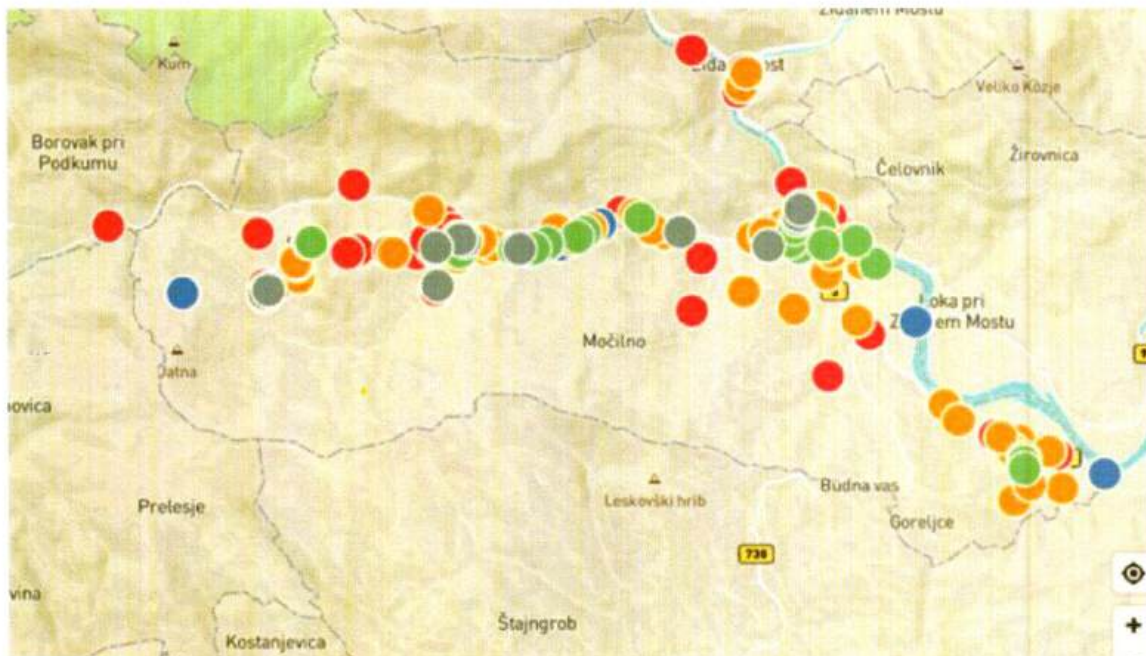 Zidanem Mostu
Kum
Veliko Kozje
Borovak pri
Podkumu
Žirovnica
Čelovnik
Loka pri
Mostu
Močilno
Jatna
Prelesje
Leskovški hrib
Budna vas
Goreljce
736
Štajngrob
Kostanjevica
+